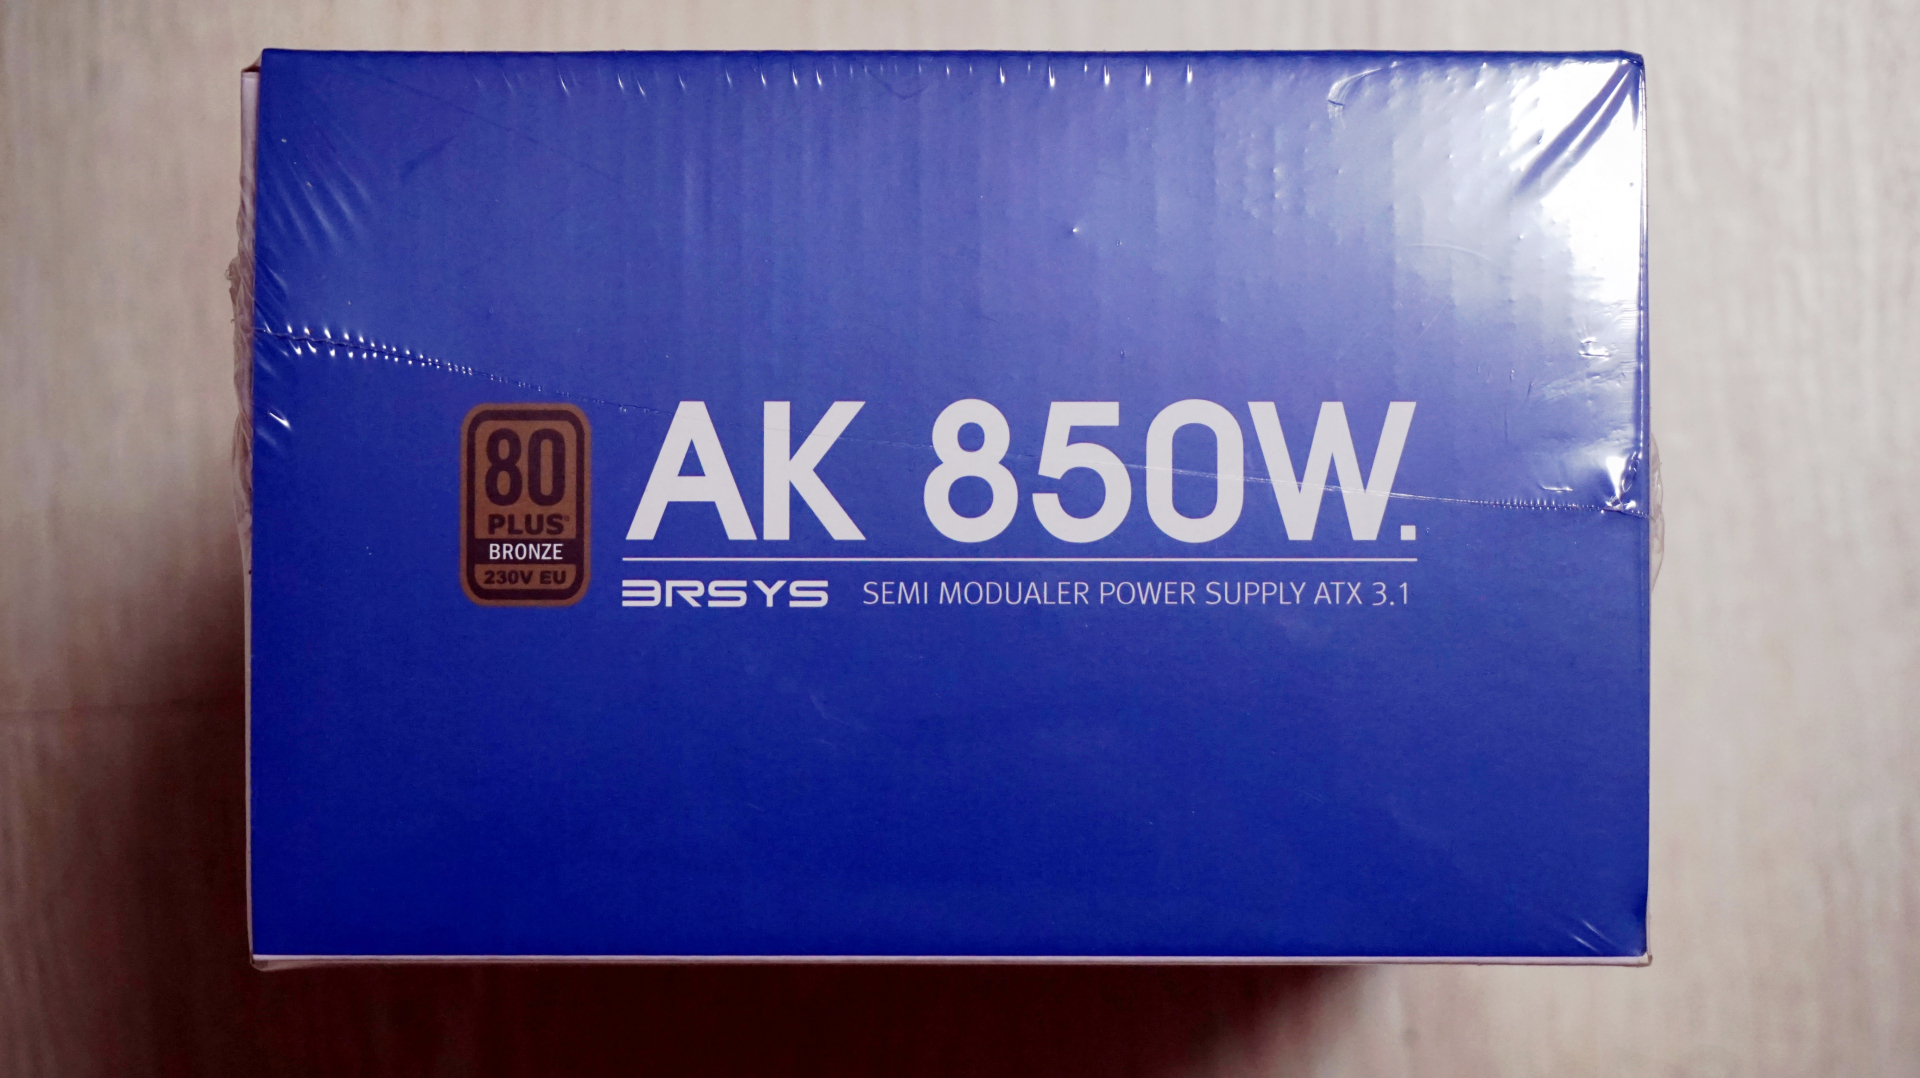 80
PLUS®
BRONZE
230V EU
AK 850W.
3RSYS SEMI MODUALER POWER SUPPLY ATX 3.1